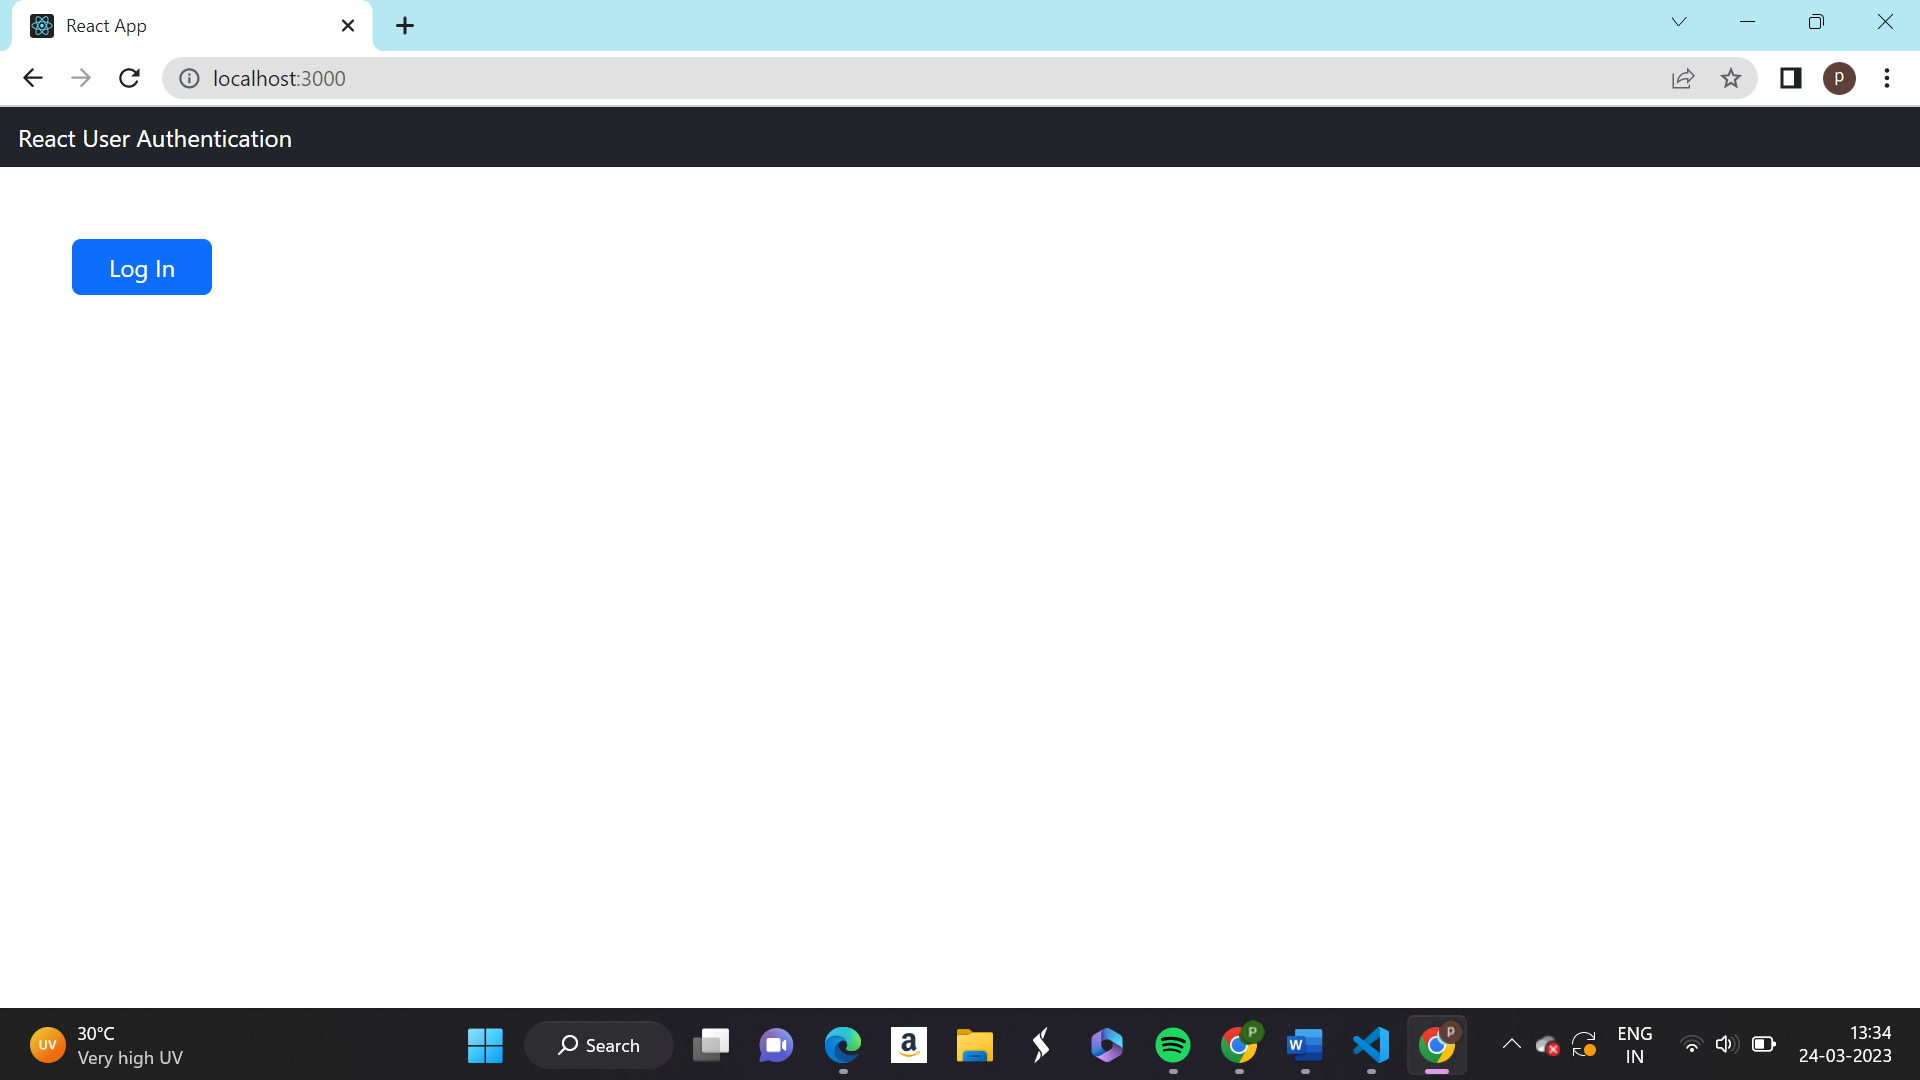 React App
localhost:3000
p
React User Authentication
Log In
UV
30°C
Very high UV
Search
a
P
W
P
ENG
IN
13:34
24-03-2023